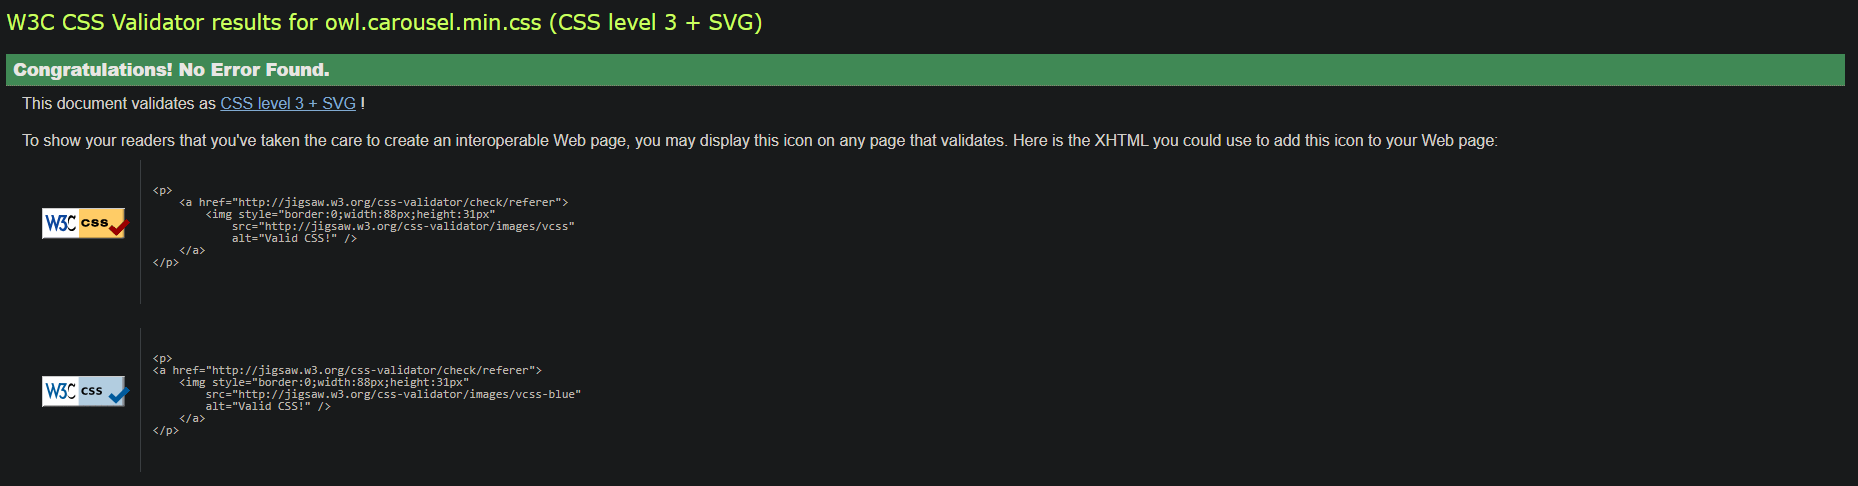 W3C CSS Validator results for owl.carousel.min.css (CSS level 3 + SVG)
Congratulations! No Error Found.
This document validates as CSS level 3 + SVG !
To show your readers that you've taken the care to create an interoperable Web page, you may display this icon on any page that validates. Here is the XHTML you could use to add this icon to your Web page:
W3C css
<p>
    <a href="http://jigsaw.w3.org/css-validator/check/referer">
        <img style="border:0;width:88px;height:31px"
            src="http://jigsaw.w3.org/css-validator/images/vcss"
            alt="Valid CSS!" />
    </a>
</p>
W3C css
<p>
<a href="http://jigsaw.w3.org/css-validator/check/referer">
    <img style="border:0;width:88px;height:31px"
        src="http://jigsaw.w3.org/css-validator/images/vcss-blue"
        alt="Valid CSS!" />
    </a>
</p>